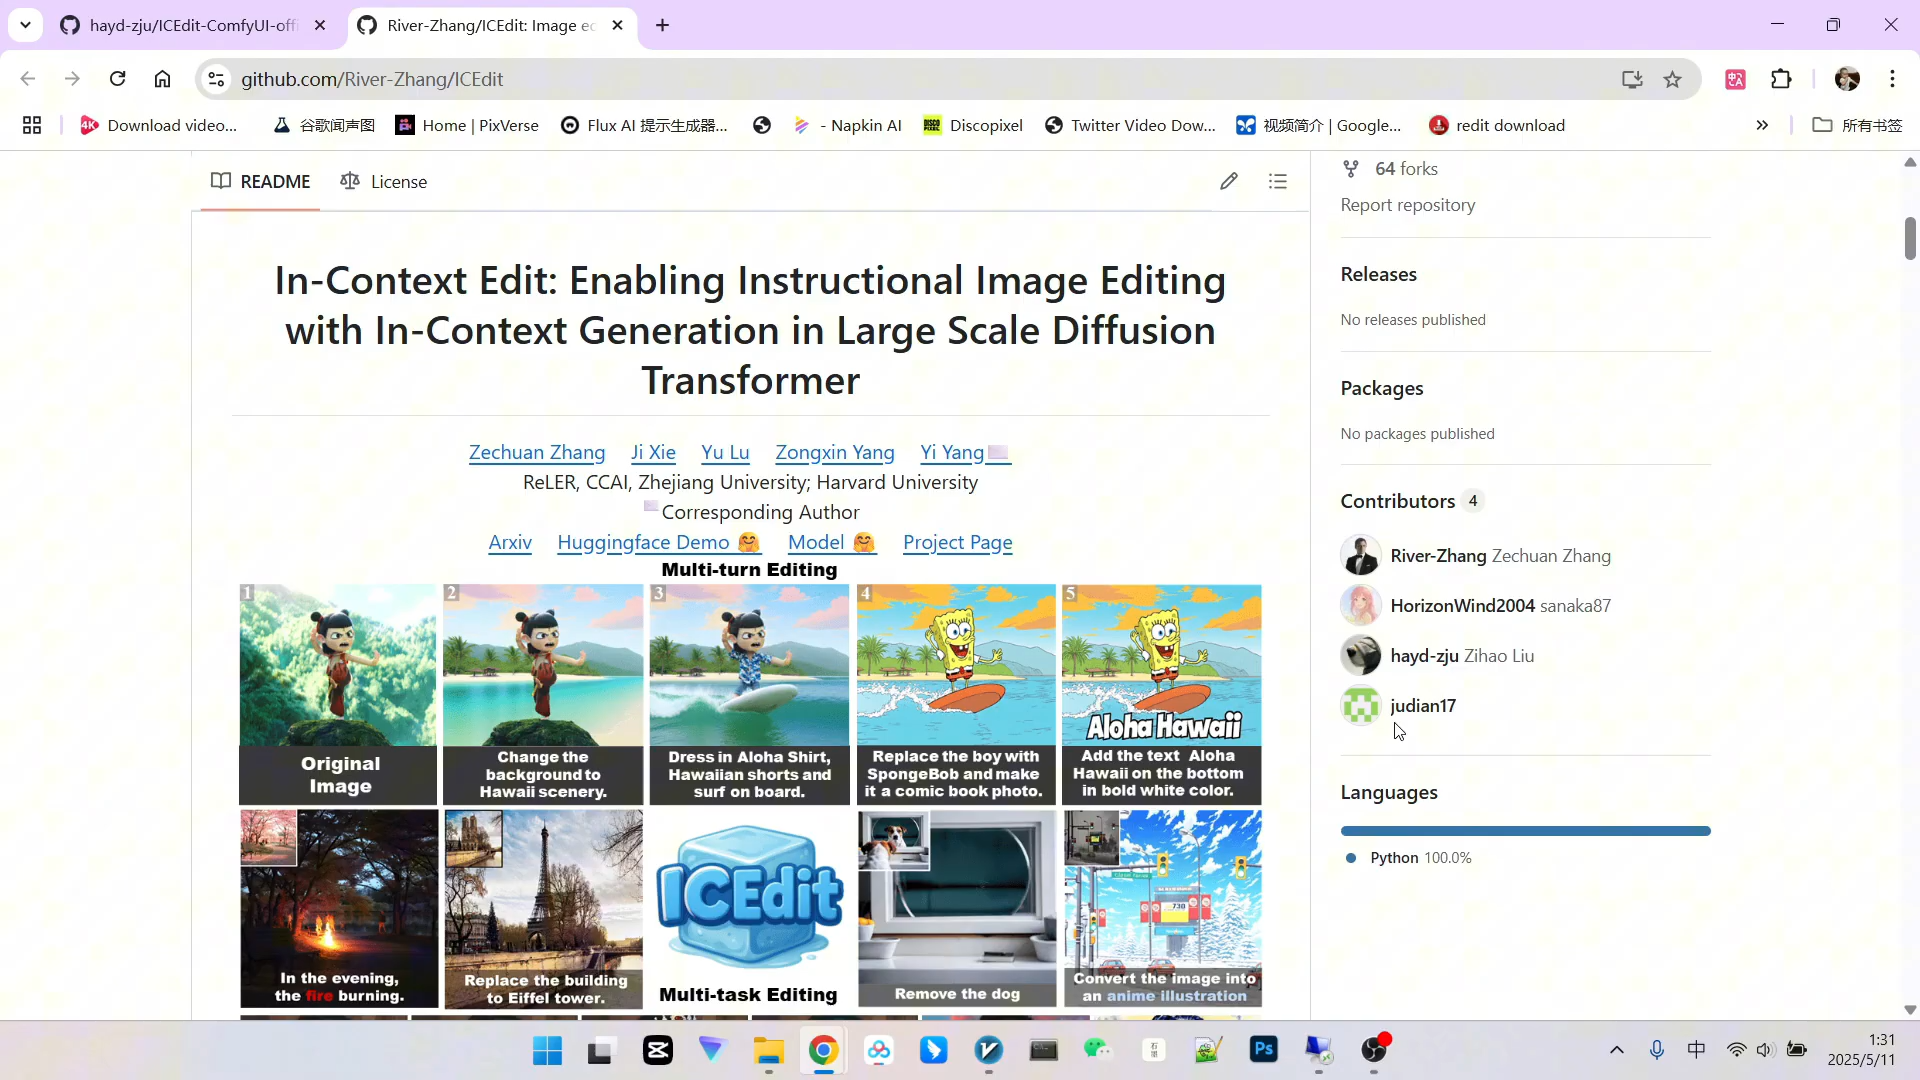 hayd-zju/ICEdit-ComfyUI-offi
River-Zhang/ICEdit: Image ec
github.com/River-Zhang/ICEdit
Download video...
谷歌闻声图
Home | PixVerse
Flux AI 提示生成器...
- Napkin AI
Discopixel
Twitter Video Dow...
视频简介 | Google...
redit download
所有书签
README
License
64 forks
Report repository
In-Context Edit: Enabling Instructional Image Editing
with In-Context Generation in Large Scale Diffusion
Transformer
Zechuan Zhang Ji Xie Yu Lu Zongxin Yang Yi Yang
ReLER, CCAI, Zhejiang University; Harvard University
Corresponding Author
Arxiv Huggingface Demo 🤗 Model 🤗 Project Page
Multi-turn Editing
1
2
3
4
5
Aloha Hawaii
Original
Image
Change the
background to
Hawaii scenery.
Dress in Aloha Shirt,
Hawaiian shorts and
surf on board.
Replace the boy with
SpongeBob and make
it a comic book photo.
Add the text Aloha
Hawaii on the bottom
in bold white color.
In the evening,
the fire burning.
Replace the building
to Eiffel tower.
ICEdit
Multi-task Editing
Remove the dog
730
Convert the image into
an anime illustration
Releases
No releases published
Packages
No packages published
Contributors 4
River-Zhang Zechuan Zhang
HorizonWind2004 sanaka87
hayd-zju Zihao Liu
judian17
Languages
Python 100.0%
Ps
中
1:31
2025/5/11